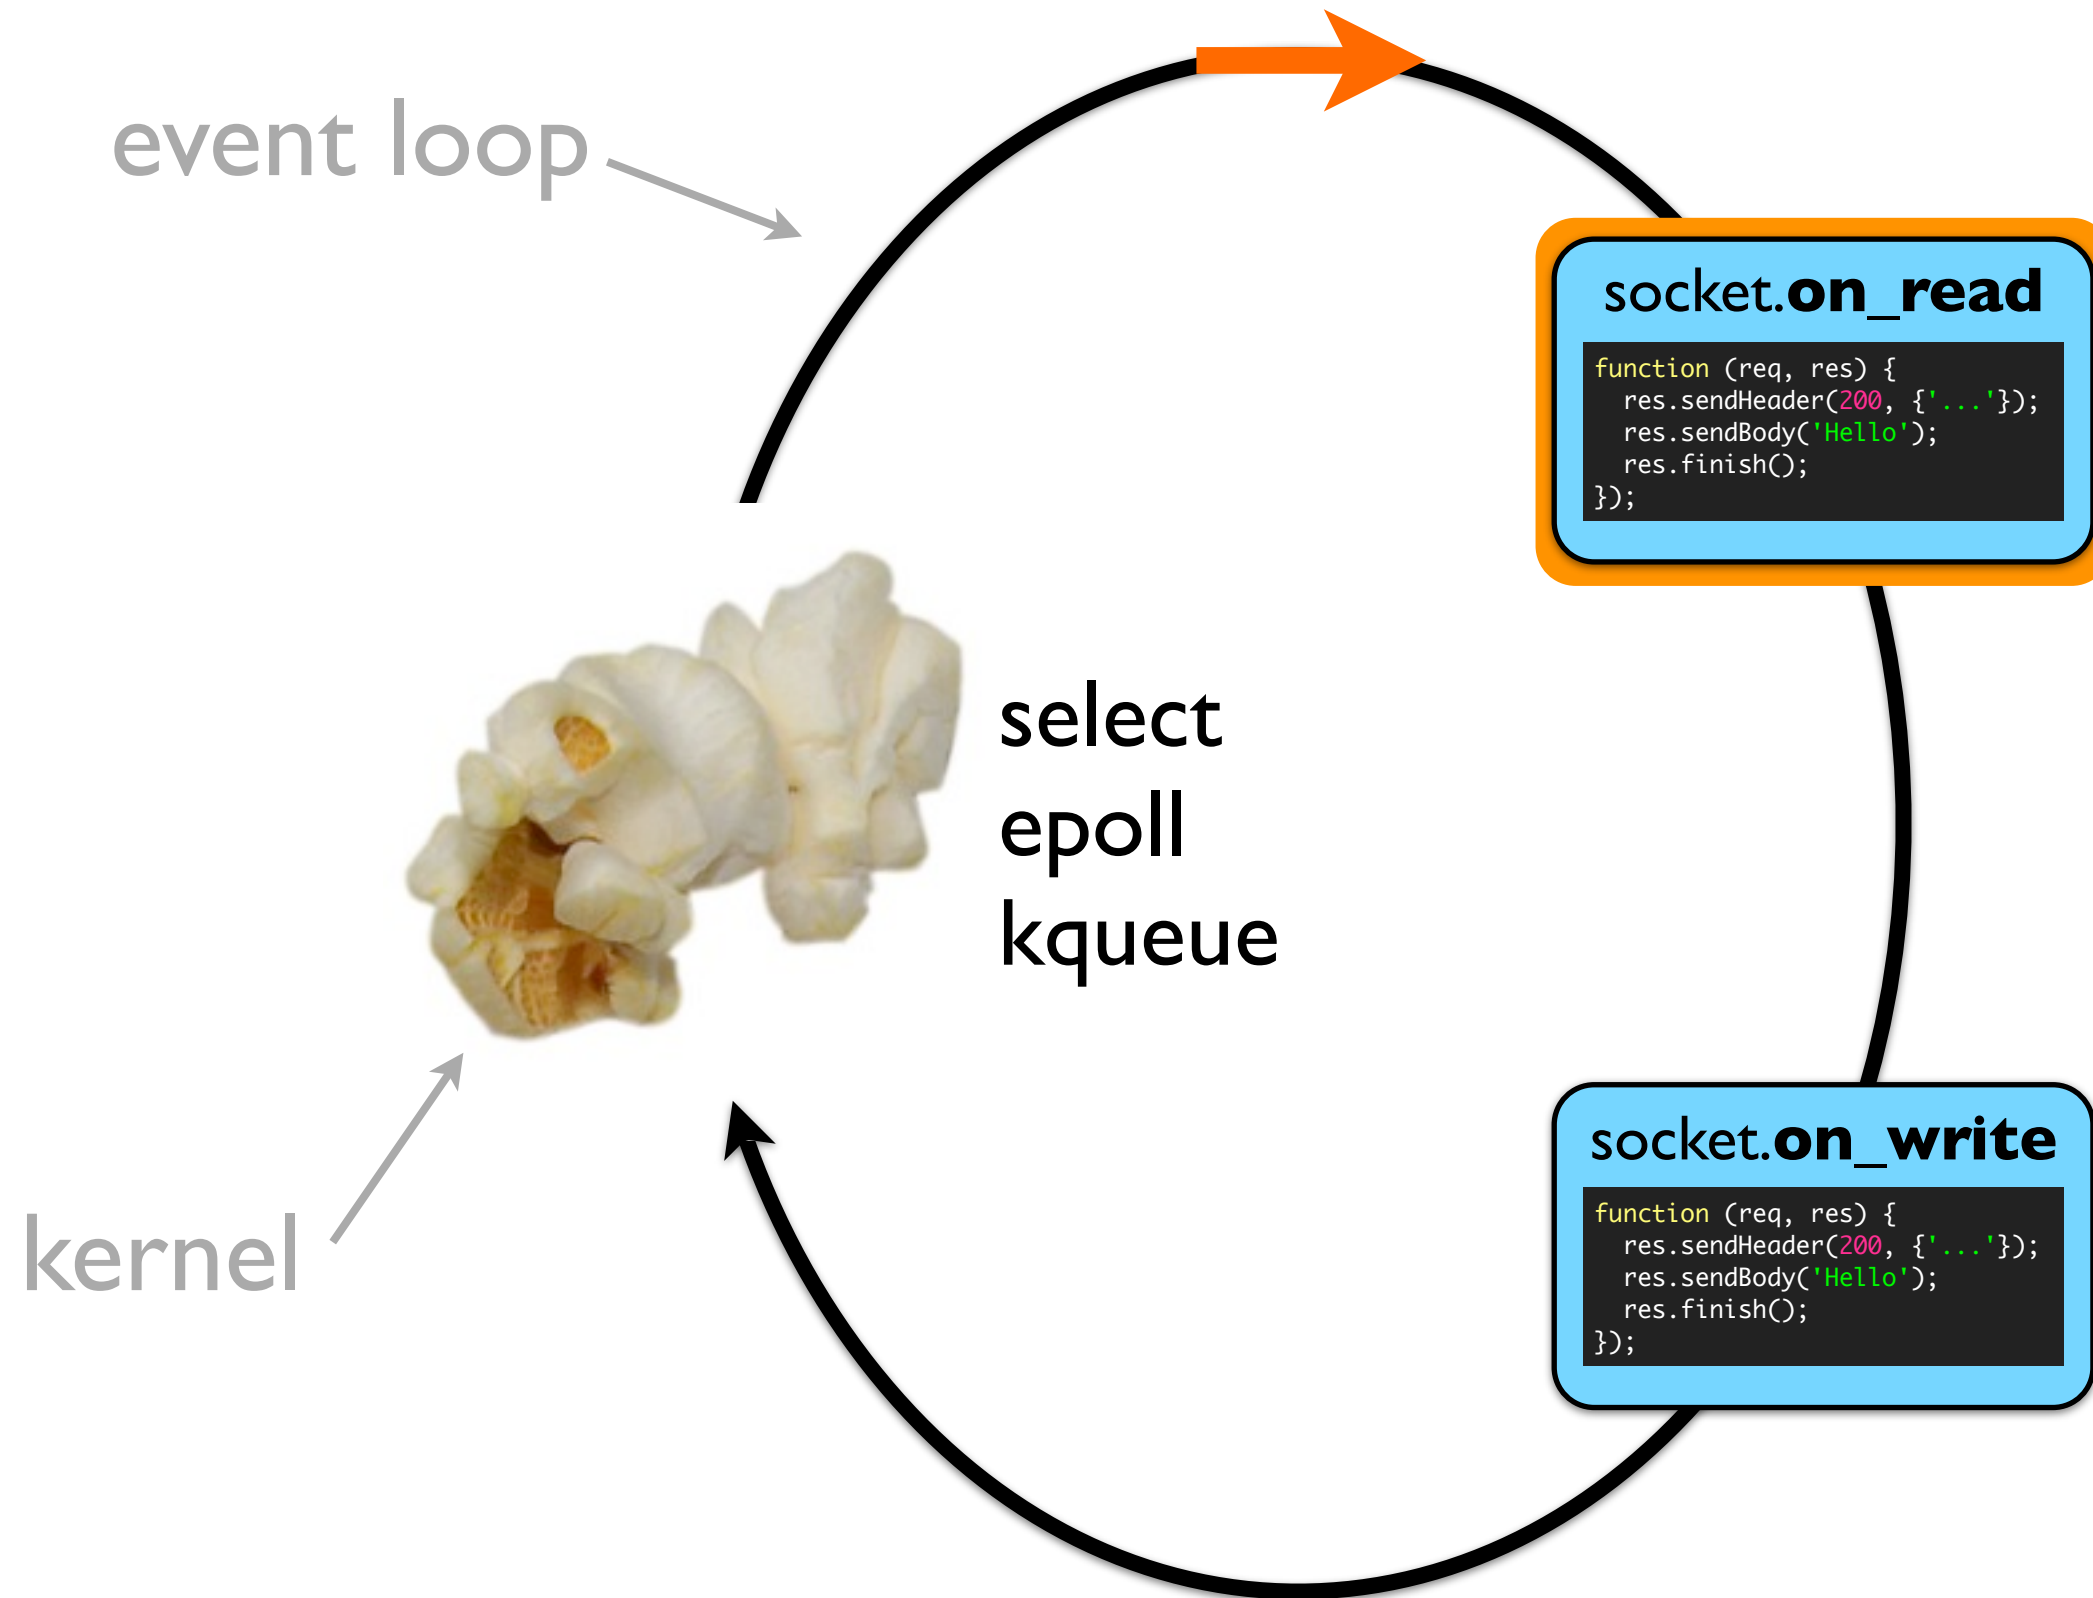 event loop
socket.on_read
function (req, res) {
  res.sendHeader(200, {'...'});
  res.sendBody('Hello');
  res.finish();
});
select
epoll
kqueue
kernel
socket.on_write
function (req, res) {
  res.sendHeader(200, {'...'});
  res.sendBody('Hello');
  res.finish();
});